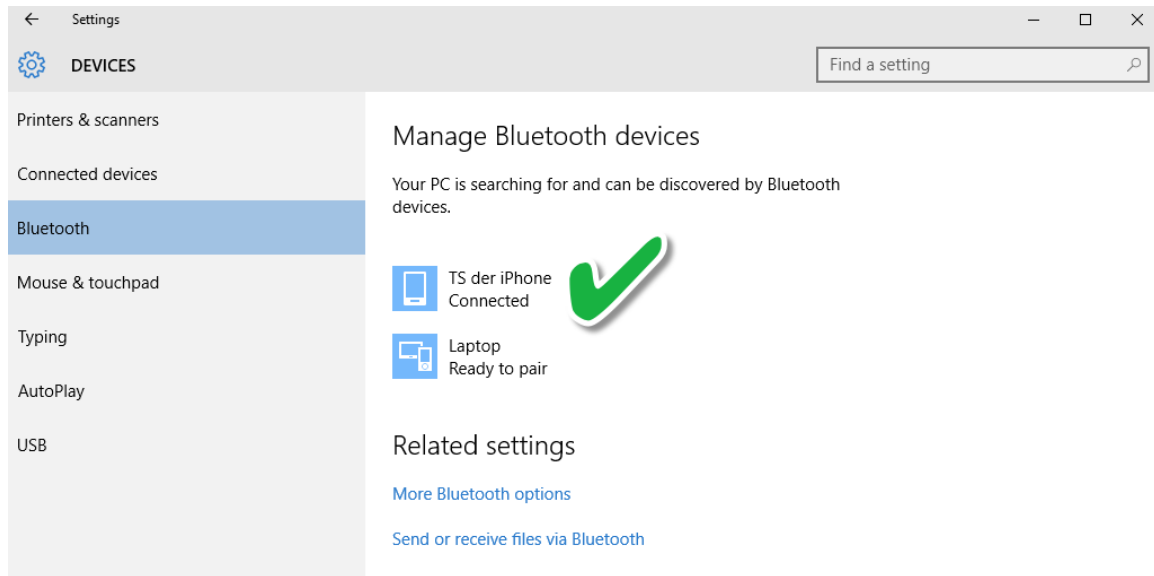 Settings
DEVICES
Find a setting
Printers & scanners
Connected devices
Bluetooth
Mouse & touchpad
Typing
AutoPlay
USB
Manage Bluetooth devices
Your PC is searching for and can be discovered by Bluetooth
devices.
TS der iPhone
Connected
Laptop
Ready to pair
Related settings
More Bluetooth options
Send or receive files via Bluetooth